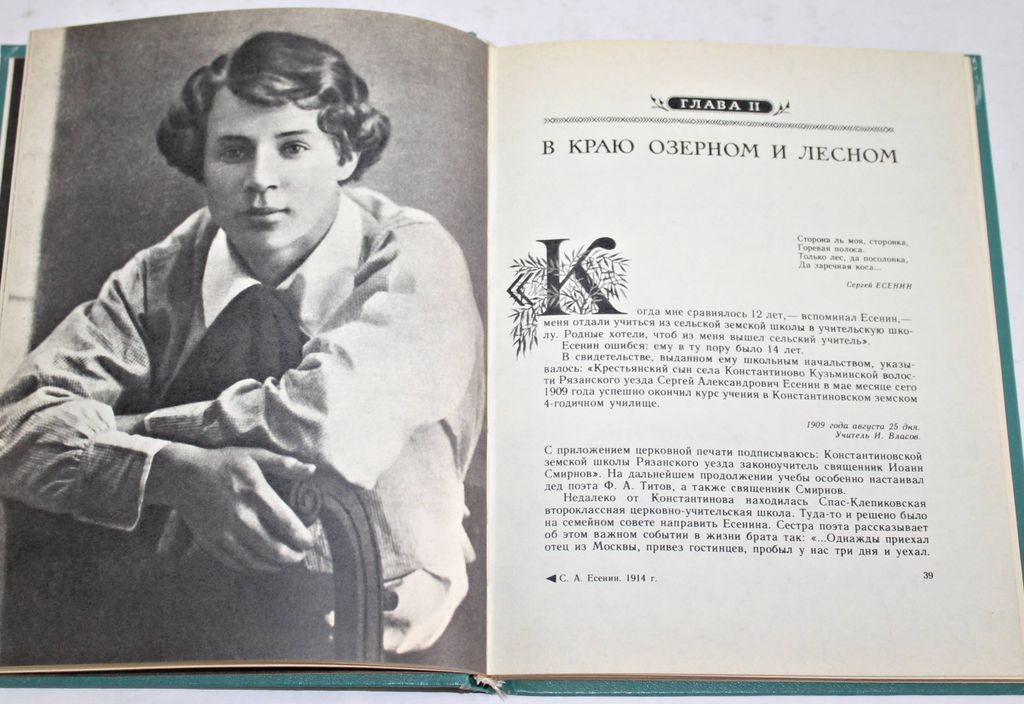 ГЛАВА II
В КРАЮ ОЗЕРНОМ И ЛЕСНОМ
Сторона ль моя, сторонка,
Горевая полоса.
Только лес, да посолонка,
Да заречная коса...
Сергей ЕСЕНИН
«Когда мне сравнялось 12 лет,— вспоминал Есенин,—
меня отдали учиться из сельской земской школы в учительскую шко-
лу. Родные хотели, чтоб из меня вышел сельский учитель».
Есенин ошибся: ему в ту пору было 14 лет.
В свидетельстве, выданном ему школьным начальством, указы-
валось: «Крестьянский сын села Константиново Кузьминской волос-
ти Рязанского уезда Сергей Александрович Есенин в мае месяце сего
1909 года успешно окончил курс учения в Константиновском земском
4-годичном училище.
1909 года августа 25 дня.
Учитель И. Власов.
С приложением церковной печати подписываюсь: Константиновской
земской школы Рязанского уезда законоучитель священник Иоанн
Смирнов». На дальнейшем продолжении учебы особенно настаивал
дед поэта Ф. А. Титов, а также священник Смирнов.
Недалеко от Константинова находилась Спас-Клепиковская
второклассная церковно-учительская школа. Туда-то и решено было
на семейном совете направить Есенина. Сестра поэта рассказывает
об этом важном событии в жизни брата так: «...Однажды приехал
отец из Москвы, привез гостинцев, пробыл у нас три дня и уехал.
◄ С. А. Есенин. 1914 г.
39